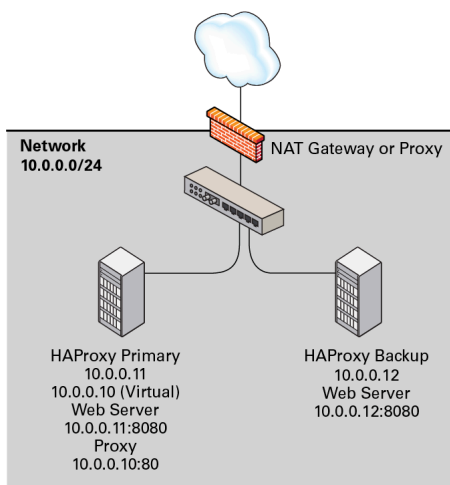 Network
10.0.0.0/24
NAT Gateway or Proxy
HAProxy Primary
10.0.0.11
10.0.0.10 (Virtual)
Web Server
10.0.0.11:8080
Proxy
10.0.0.10:80
HAProxy Backup
10.0.0.12
Web Server
10.0.0.12:8080